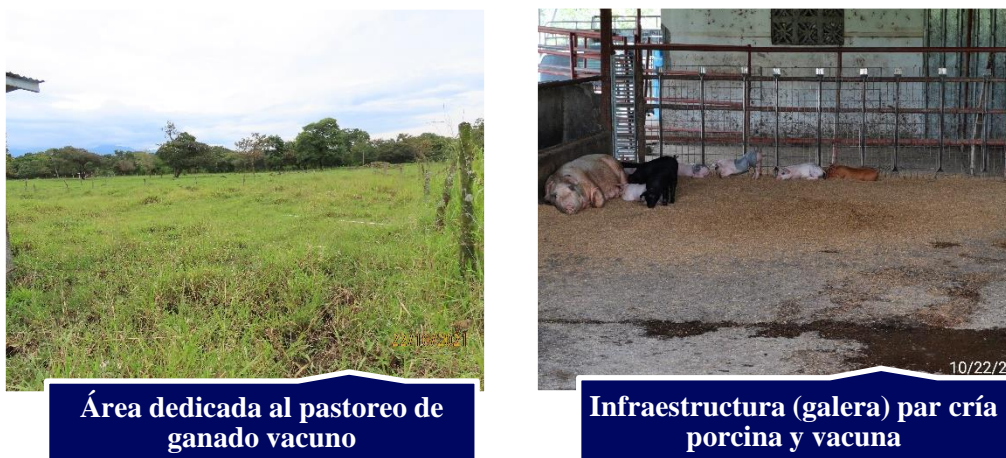 10/22/2
Área dedicada al pastoreo de
ganado vacuno
Infraestructura (galera) par cría
porcina y vacuna